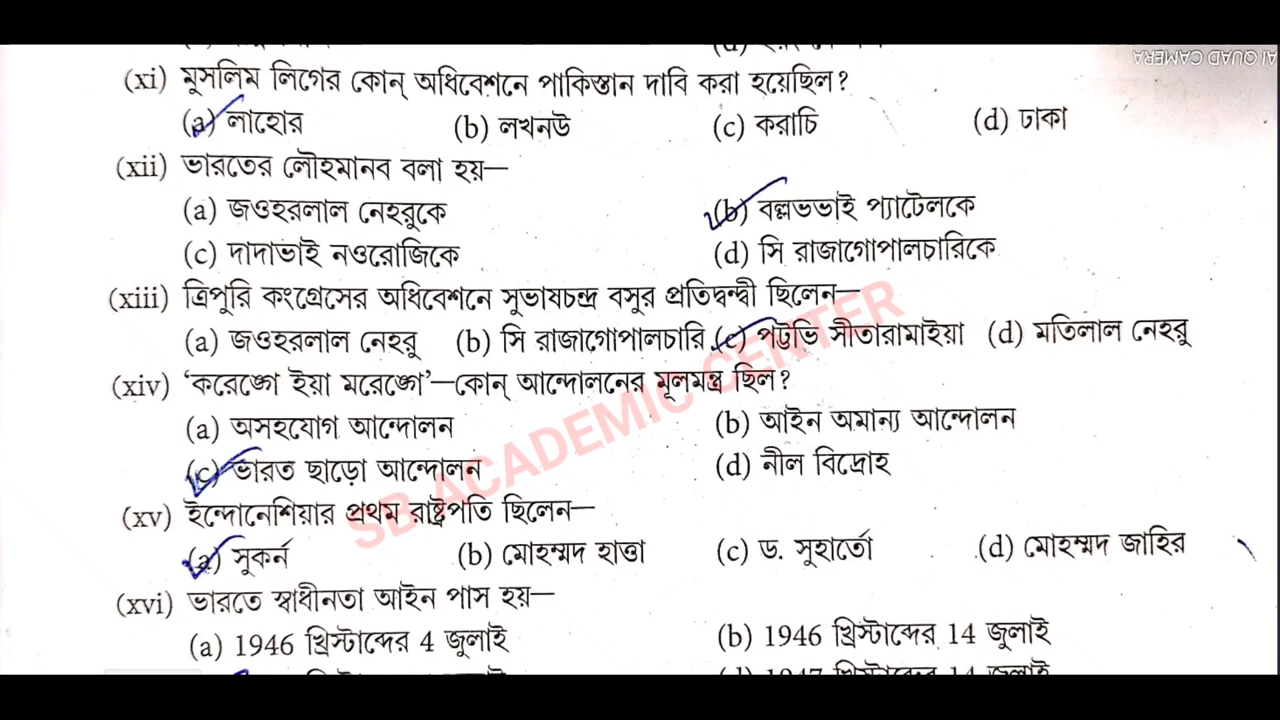 AI QUAD CAMERA
(xi) মুসলিম লিগের কোন্ অধিবেশনে পাকিস্তান দাবি করা হয়েছিল?
(a) লাহোর (b) লখনউ (c) করাচি (d) ঢাকা
(xii) ভারতের লৌহমানব বলা হয়—
(a) জওহরলাল নেহরুকে (b) বল্লভভাই প্যাটেলকে
(c) দাদাভাই নওরোজিকে (d) সি রাজাগোপালচারিকে
(xiii) ত্রিপুরি কংগ্রেসের অধিবেশনে সুভাষচন্দ্র বসুর প্রতিদ্বন্দ্বী ছিলেন—
(a) জওহরলাল নেহরু (b) সি রাজাগোপালচারি (c) পট্টভি সীতারামাইয়া (d) মতিলাল নেহরু
(xiv) ‘করেঙ্গে ইয়া মরেঙ্গে’—কোন্ আন্দোলনের মূলমন্ত্র ছিল?
(a) অসহযোগ আন্দোলন (b) আইন অমান্য আন্দোলন
(c) ভারত ছাড়ো আন্দোলন (d) নীল বিদ্রোহ
(xv) ইন্দোনেশিয়ার প্রথম রাষ্ট্রপতি ছিলেন—
(a) সুকর্ন (b) মোহম্মদ হাত্তা (c) ড. সুহার্তো (d) মোহম্মদ জাহির
(xvi) ভারতে স্বাধীনতা আইন পাস হয়—
(a) 1946 খ্রিস্টাব্দের 4 জুলাই (b) 1946 খ্রিস্টাব্দের 14 জুলাই
SB ACADEMIC CENTER